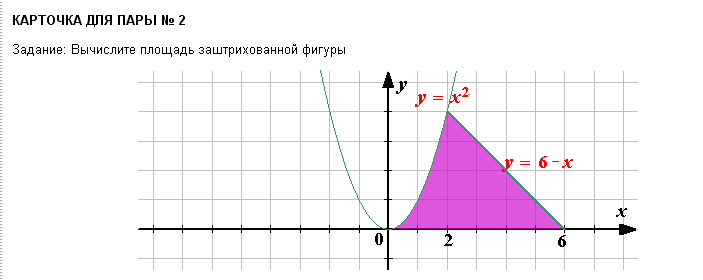 КАРТОЧКА ДЛЯ ПАРЫ № 2
Задание: Вычислите площадь заштрихованной фигуры
y
y = x²
y = 6 - x
x
0 2 6